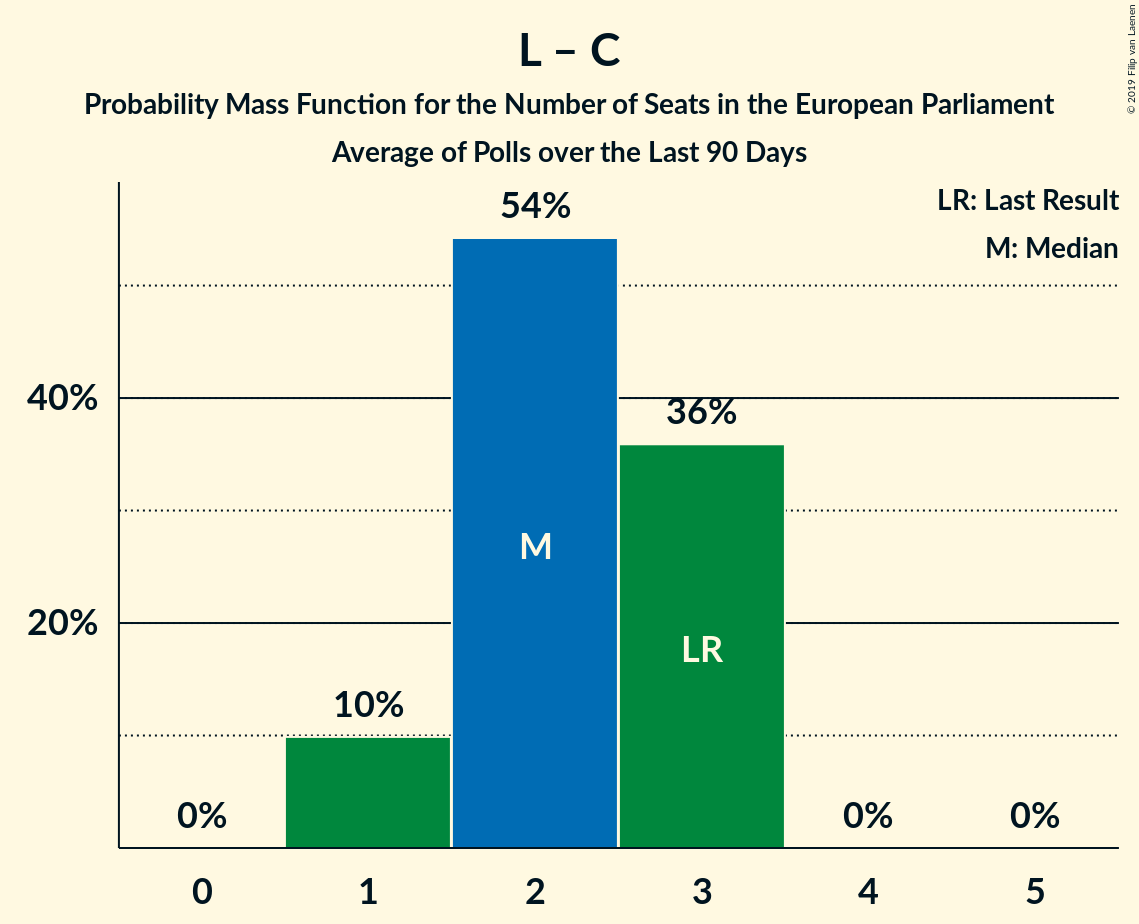 L – C
Probability Mass Function for the Number of Seats in the European Parliament
Average of Polls over the Last 90 Days
© 2019 Filip van Laenen
LR: Last Result
M: Median
54%
40%
36%
M
20%
LR
10%
0%
0%
0%
0 1 2 3 4 5